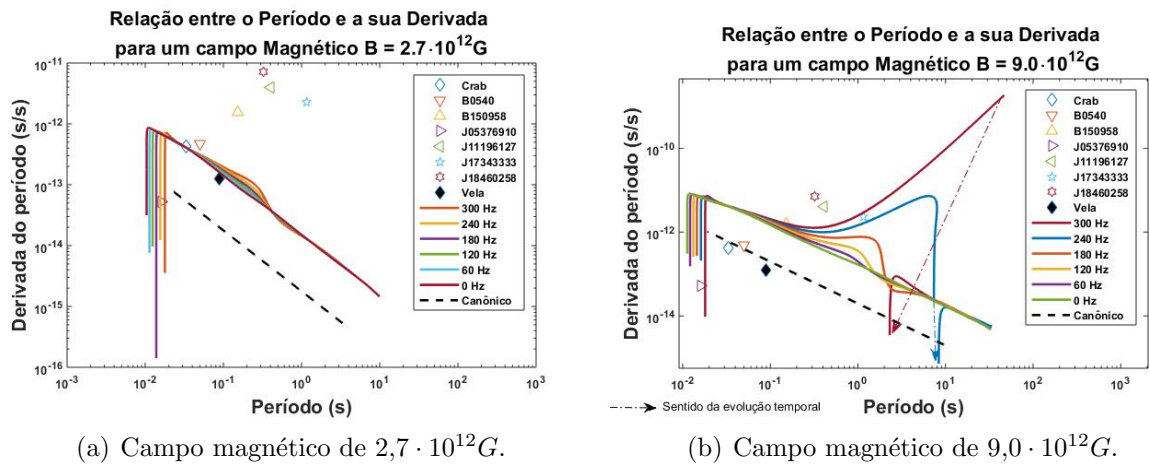 Relação entre o Período e a sua Derivada
para um campo Magnético B = 2.7·10¹²G
Derivada do período (s/s)
10⁻¹¹
10⁻¹²
10⁻¹³
10⁻¹⁴
10⁻¹⁵
10⁻¹⁶
10⁻³
10⁻²
10⁻¹
10⁰
10¹
10²
10³
Período (s)
Crab
B0540
B150958
J05376910
J11196127
J17343333
J18460258
Vela
300 Hz
240 Hz
180 Hz
120 Hz
60 Hz
0 Hz
Canônico
(a) Campo magnético de 2,7 · 10¹²G.
Relação entre o Período e a sua Derivada
para um campo Magnético B = 9.0·10¹²G
Derivada do período (s/s)
10⁻¹⁰
10⁻¹²
10⁻¹⁴
10⁻²
10⁻¹
10⁰
10¹
10²
10³
Período (s)
Crab
B0540
B150958
J05376910
J11196127
J17343333
J18460258
Vela
300 Hz
240 Hz
180 Hz
120 Hz
60 Hz
0 Hz
Canônico
Sentido da evolução temporal
(b) Campo magnético de 9,0 · 10¹²G.